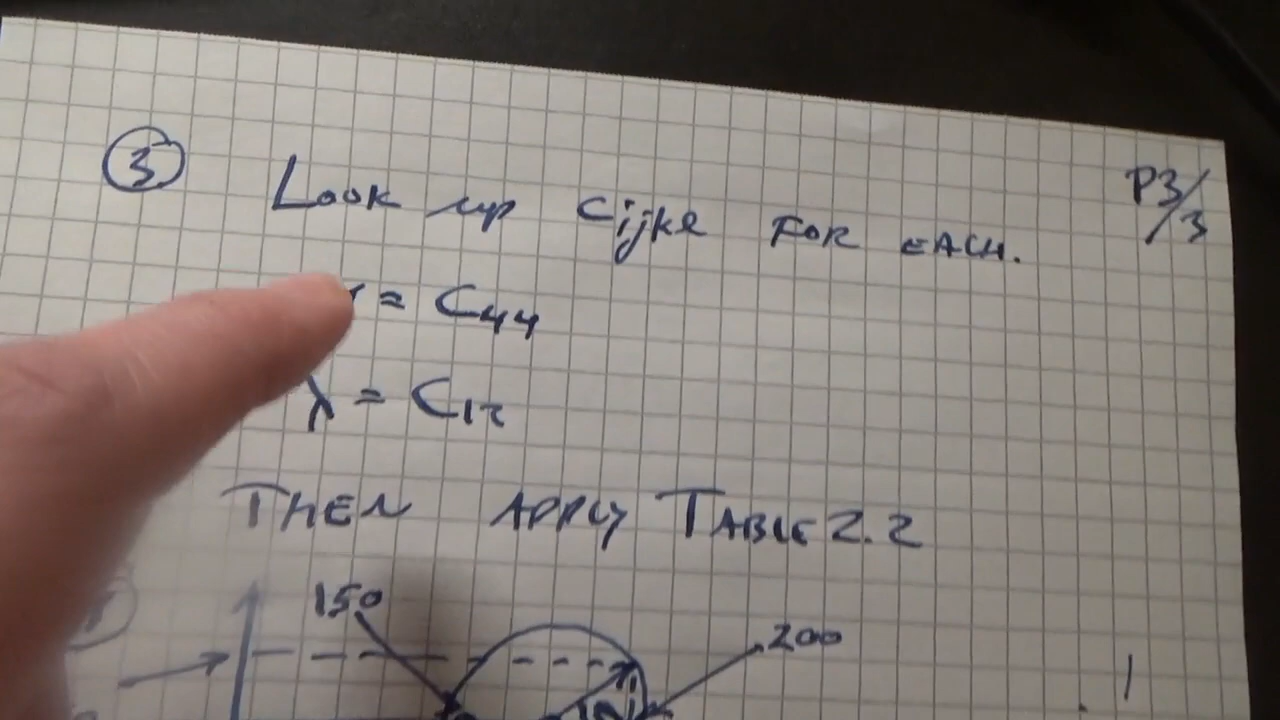 3 Look up Cijkl FOR EACH. P3/3
= C44
λ = C12
THEN APPLY TABLE 2.2
150
200